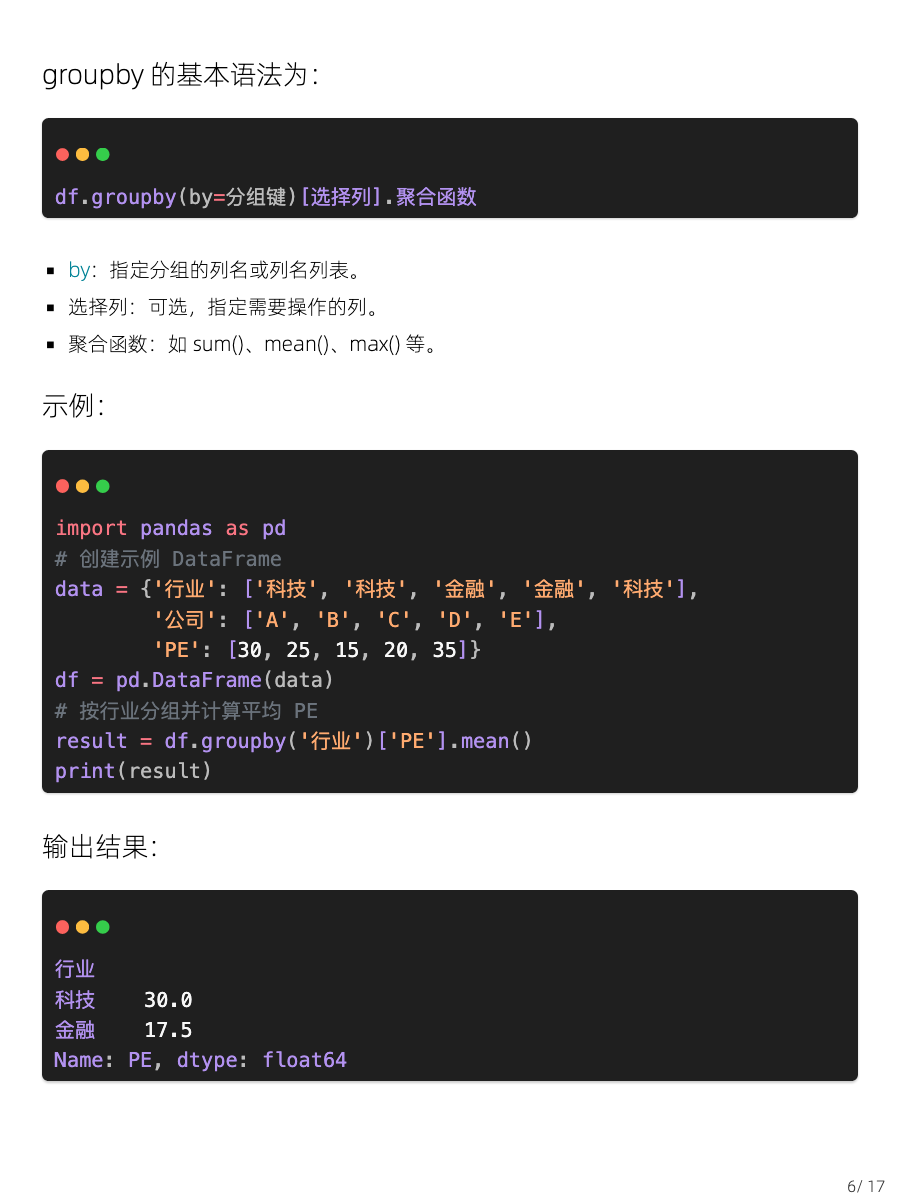 groupby 的基本语法为：
df.groupby(by=分组键)[选择列].聚合函数
▪ by：指定分组的列名或列名列表。
▪ 选择列：可选，指定需要操作的列。
▪ 聚合函数：如 sum()、mean()、max() 等。
示例：
import pandas as pd
# 创建示例 DataFrame
data = {'行业': ['科技', '科技', '金融', '金融', '科技'],
        '公司': ['A', 'B', 'C', 'D', 'E'],
        'PE': [30, 25, 15, 20, 35]}
df = pd.DataFrame(data)
# 按行业分组并计算平均 PE
result = df.groupby('行业')['PE'].mean()
print(result)
输出结果：
行业
科技    30.0
金融    17.5
Name: PE, dtype: float64
6/ 17